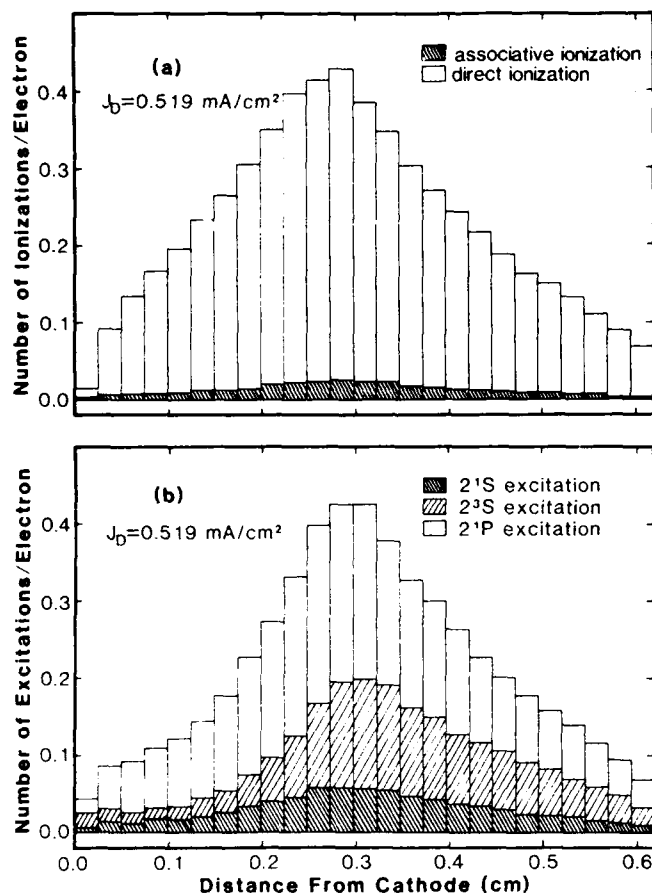 (a)
J_D=0.519 mA/cm²
associative ionization
direct ionization
Number of Ionizations/Electron
0.4
0.3
0.2
0.1
0.0
(b)
J_D=0.519 mA/cm²
2¹S excitation
2³S excitation
2¹P excitation
Number of Excitations/Electron
0.4
0.3
0.2
0.1
0.0
0.0 0.1 0.2 0.3 0.4 0.5 0.6
Distance From Cathode (cm)